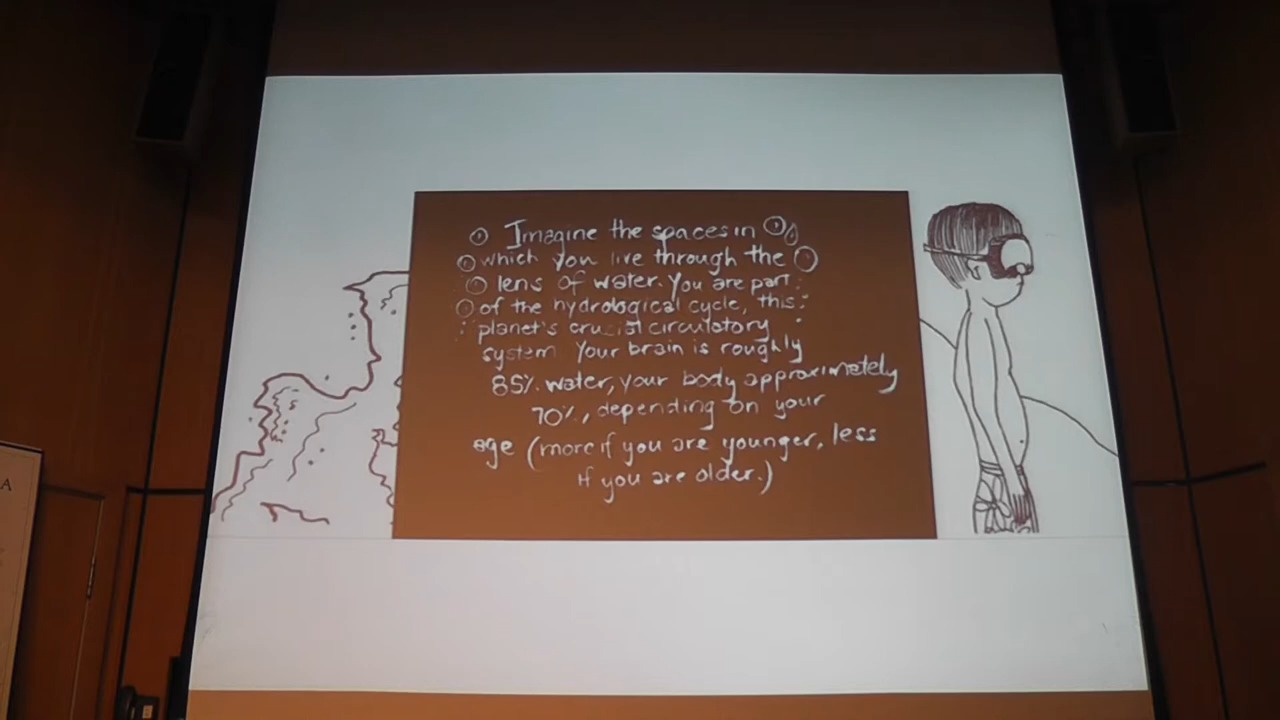 Imagine the spaces in
which you live through the
lens of water. You are part
of the hydrological cycle, this
planet's crucial circulatory
system. Your brain is roughly
85% water, your body approximately
70%, depending on your
age (more if you are younger, less
if you are older.)
A